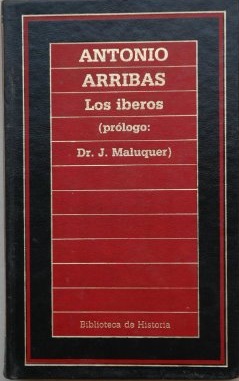 ANTONIO
ARRIBAS
Los iberos
(prólogo:
Dr. J. Maluquer)
Biblioteca de Historia